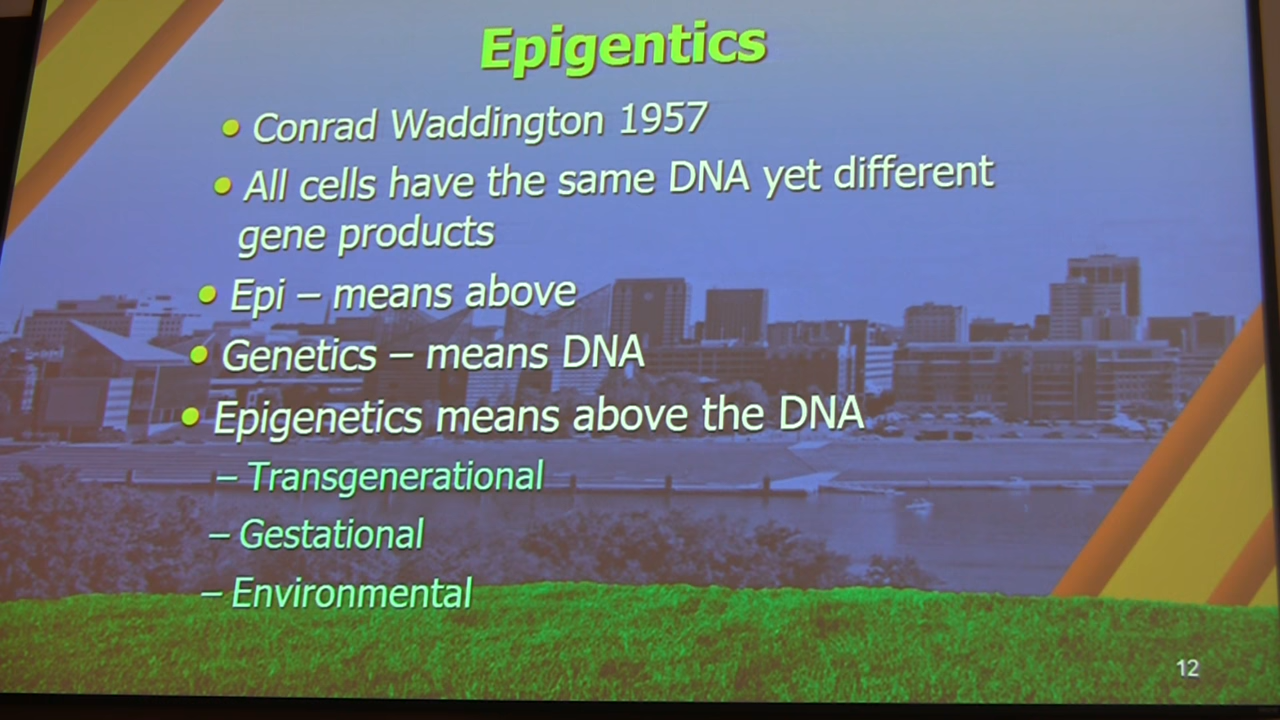 Epigentics
Conrad Waddington 1957
All cells have the same DNA yet different
gene products
Epi – means above
Genetics – means DNA
Epigenetics means above the DNA
– Transgenerational
– Gestational
– Environmental
12